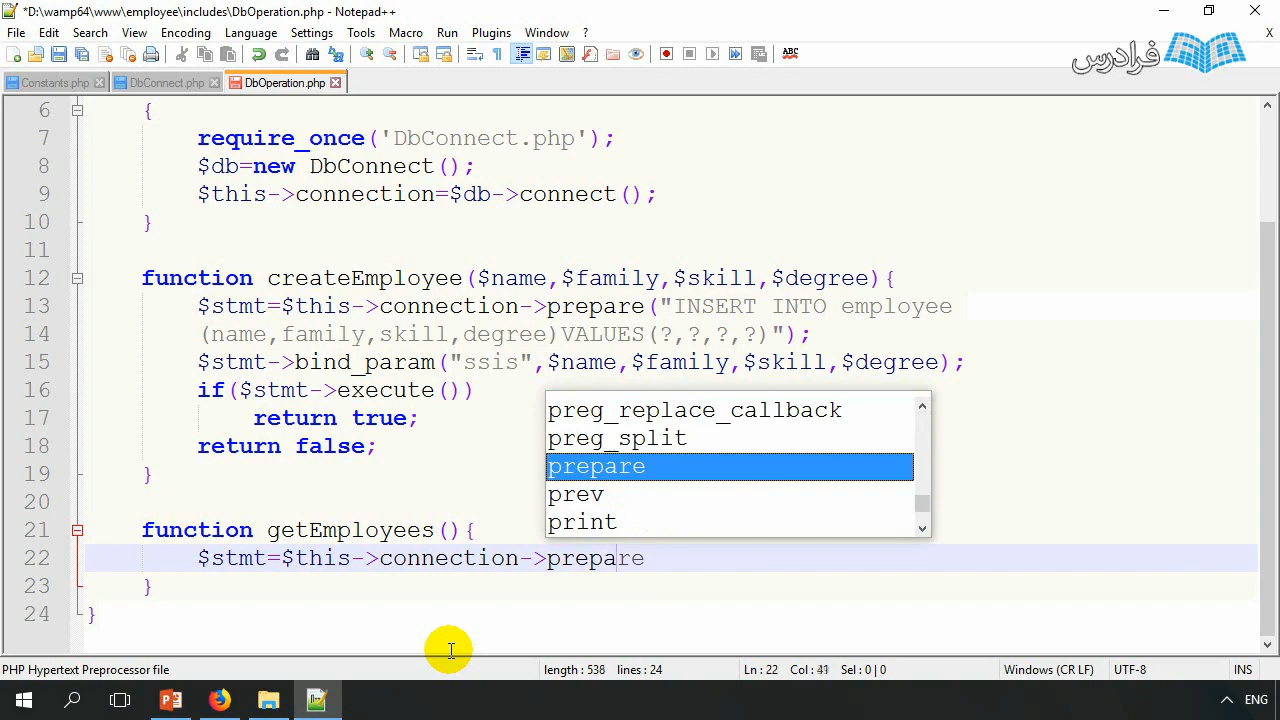 *D:\wamp64\www\employee\includes\DbOperation.php - Notepad++
File Edit Search View Encoding Language Settings Tools Macro Run Plugins Window ? X
ABC
فرادرس
Constants.php DbConnect.php DbOperation.php
6 {
7 require_once('DbConnect.php');
8 $db=new DbConnect();
9 $this->connection=$db->connect();
10 }
11
12 function createEmployee($name,$family,$skill,$degree){
13 $stmt=$this->connection->prepare("INSERT INTO employee
14 (name,family,skill,degree)VALUES(?,?,?,?)");
15 $stmt->bind_param("ssis",$name,$family,$skill,$degree);
16 if($stmt->execute())
17 return true;
18 return false;
19 }
20
21 function getEmployees(){
22 $stmt=$this->connection->prepare
23 }
24 }
preg_replace_callback
preg_split
prepare
prev
print
PHP Hypertext Preprocessor file length : 538 lines : 24 Ln : 22 Col : 41 Sel : 0 | 0 Windows (CR LF) UTF-8 INS
ENG